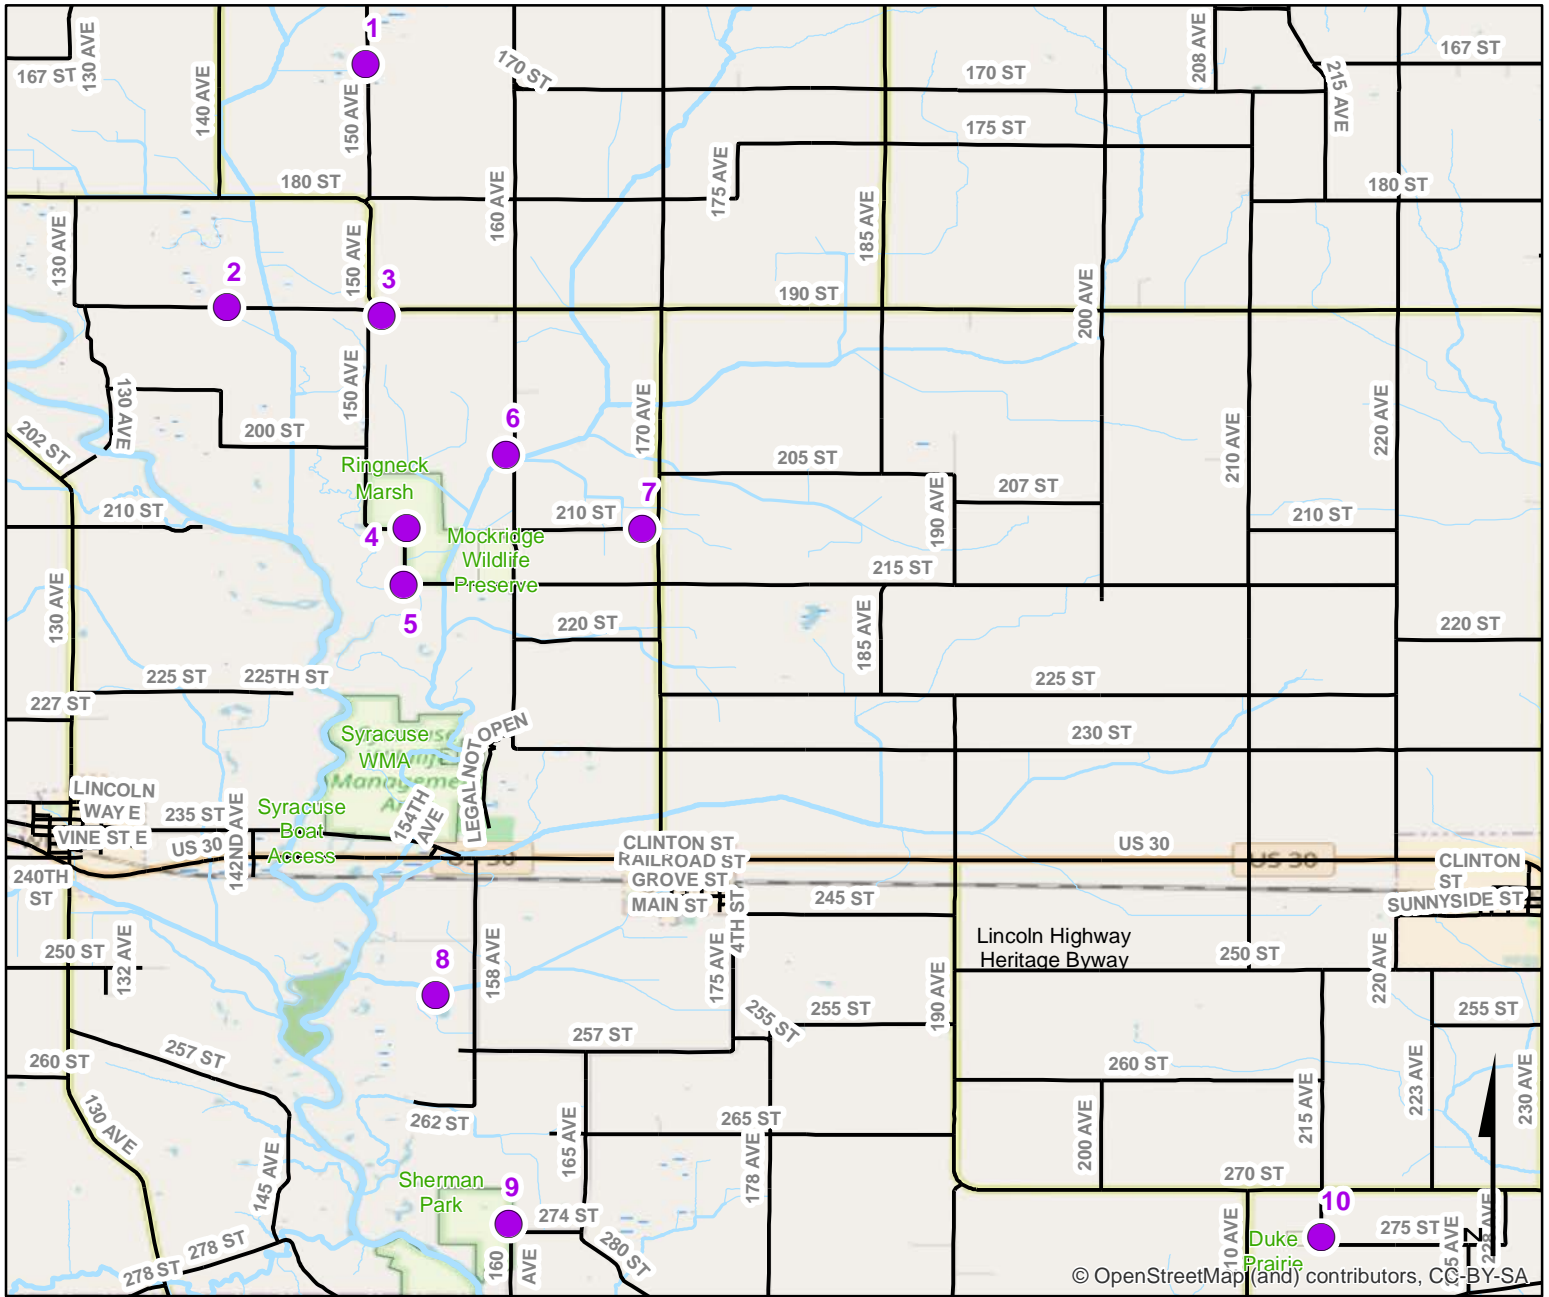 1
167 ST
130 AVE
140 AVE
150 AVE
170 ST
170 ST
208 AVE
215 AVE
167 ST
175 ST
175 AVE
180 ST
160 AVE
185 AVE
180 ST
130 AVE
150 AVE
2
3
190 ST
200 AVE
150 AVE
130 AVE
170 AVE
210 AVE
220 AVE
202 ST
200 ST
6
Ringneck
Marsh
205 ST
7
190 AVE
207 ST
210 ST
4
210 ST
210 ST
Mockridge
Wildlife
Preserve
215 ST
5
130 AVE
220 ST
185 AVE
220 ST
225 ST
225TH ST
225 ST
227 ST
Syracuse
WMA
LEGAL NOT OPEN
230 ST
LINCOLN
WAY E
235 ST
142ND AVE
Syracuse
Boat
Access
154TH
AVE
VINE ST E
US 30
US 30
CLINTON ST
RAILROAD ST
GROVE ST
MAIN ST
US 30
US 30
CLINTON
ST
SUNNYSIDE ST
240TH
ST
4TH ST
245 ST
Lincoln Highway
Heritage Byway
250 ST
250 ST
132 AVE
8
158 AVE
175 AVE
190 AVE
220 AVE
255 ST
255 ST
255 ST
257 ST
257 ST
260 ST
260 ST
130 AVE
262 ST
265 ST
165 AVE
178 AVE
145 AVE
200 AVE
215 AVE
223 AVE
230 AVE
Sherman
Park
9
270 ST
10
274 ST
275 ST
278 ST
278 ST
160
AVE
280 ST
Duke
Prairie
228 AVE
N
© OpenStreetMap (and) contributors, CC-BY-SA